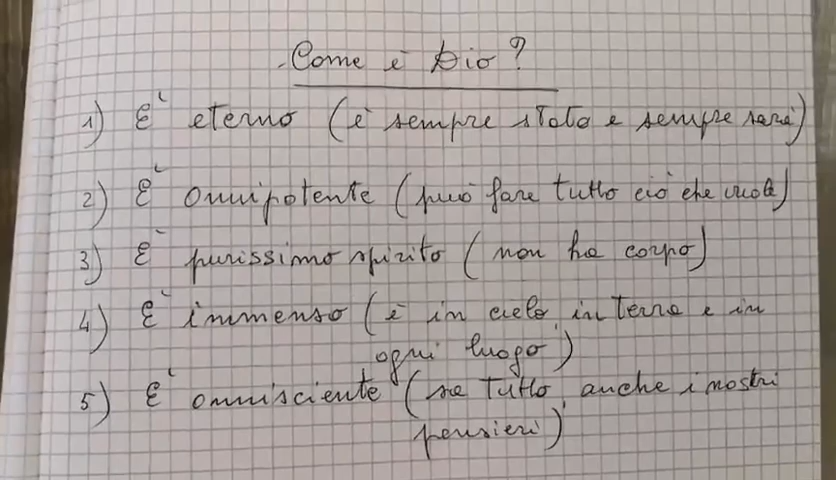 Come è Dio?
1) E' eterno (è sempre stato e sempre sarà)
2) E' onnipotente (può fare tutto ciò che vuole)
3) E' purissimo spirito (non ha corpo)
4) E' immenso (è in cielo, in terra e in
ogni luogo)
5) E' onnisciente (sa tutto, anche i nostri
pensieri)